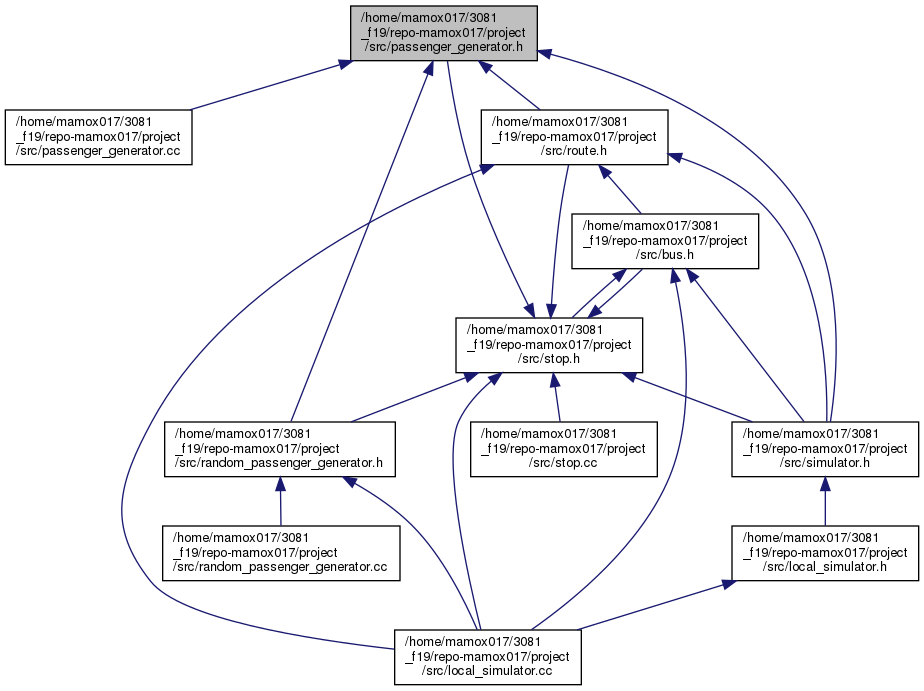 /home/mamox017/3081
_f19/repo-mamox017/project
/src/passenger_generator.h
/home/mamox017/3081
_f19/repo-mamox017/project
/src/passenger_generator.cc
/home/mamox017/3081
_f19/repo-mamox017/project
/src/route.h
/home/mamox017/3081
_f19/repo-mamox017/project
/src/bus.h
/home/mamox017/3081
_f19/repo-mamox017/project
/src/stop.h
/home/mamox017/3081
_f19/repo-mamox017/project
/src/random_passenger_generator.h
/home/mamox017/3081
_f19/repo-mamox017/project
/src/stop.cc
/home/mamox017/3081
_f19/repo-mamox017/project
/src/simulator.h
/home/mamox017/3081
_f19/repo-mamox017/project
/src/random_passenger_generator.cc
/home/mamox017/3081
_f19/repo-mamox017/project
/src/local_simulator.h
/home/mamox017/3081
_f19/repo-mamox017/project
/src/local_simulator.cc